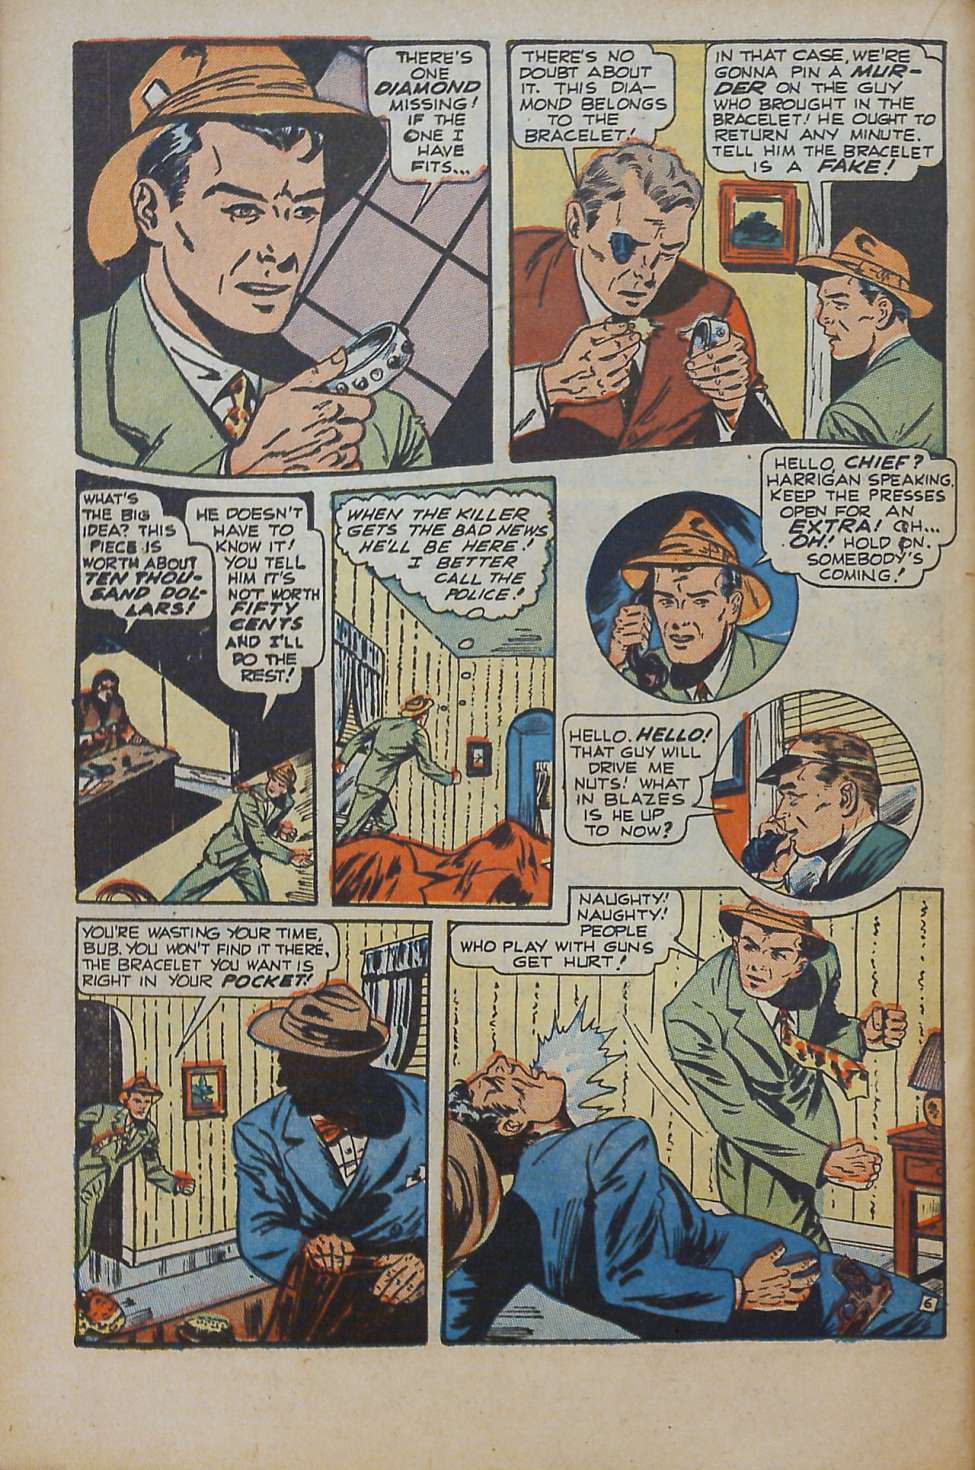 THERE'S
ONE
DIAMOND
MISSING!
IF THE
ONE I
HAVE
FITS...
THERE'S NO
DOUBT ABOUT
IT. THIS DIA-
MOND BELONGS
TO THE
BRACELET!
IN THAT CASE, WE'RE
GONNA PIN A MUR-
DER ON THE GUY
WHO BROUGHT IN THE
BRACELET! HE OUGHT TO
RETURN ANY MINUTE.
TELL HIM THE BRACELET
IS A FAKE!
WHAT'S
THE BIG
IDEA? THIS
PIECE IS
WORTH ABOUT
TEN THOU-
SAND DOL-
LARS!
HE DOESN'T
HAVE TO
KNOW IT!
YOU TELL
HIM IT'S
NOT WORTH
FIFTY
CENTS
AND I'LL
DO THE
REST!
WHEN THE KILLER
GETS THE BAD NEWS
HE'LL BE HERE!
I BETTER
CALL THE
POLICE!
HELLO, CHIEF?
HARRIGAN SPEAKING.
KEEP THE PRESSES
OPEN FOR AN
EXTRA! OH...
OH! HOLD ON.
SOMEBODY'S
COMING!
HELLO. HELLO!
THAT GUY WILL
DRIVE ME
NUTS! WHAT
IN BLAZES
IS HE UP
TO NOW?
YOU'RE WASTING YOUR TIME,
BUB. YOU WON'T FIND IT THERE,
THE BRACELET YOU WANT IS
RIGHT IN YOUR POCKET!
NAUGHTY!
NAUGHTY!
PEOPLE
WHO PLAY WITH GUNS
GET HURT!
6